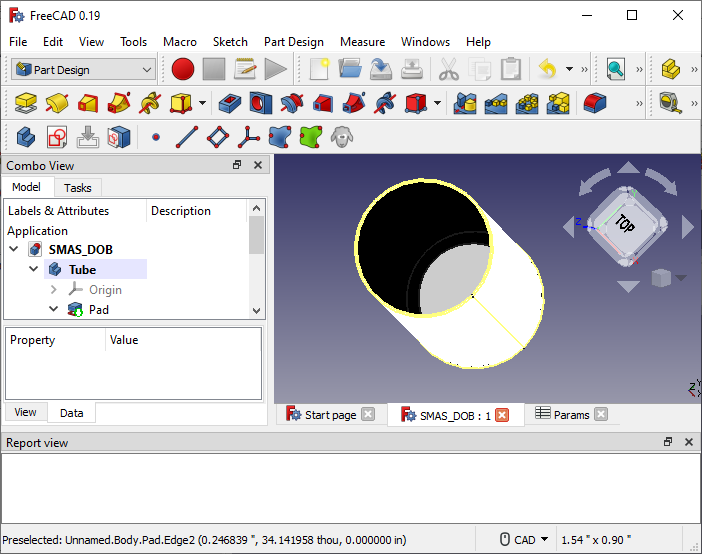 FreeCAD 0.19
File Edit View Tools Macro Sketch Part Design Measure Windows Help
Part Design
Combo View
Model Tasks
Labels & Attributes Description
Application
SMAS_DOB
Tube
Origin
Pad
Property Value
View Data
TOP
Z
Y
Start page
SMAS_DOB : 1
Params
Report view
Preselected: Unnamed.Body.Pad.Edge2 (0.246839 ", 34.141958 thou, 0.000000 in)
CAD
1.54 " x 0.90 "